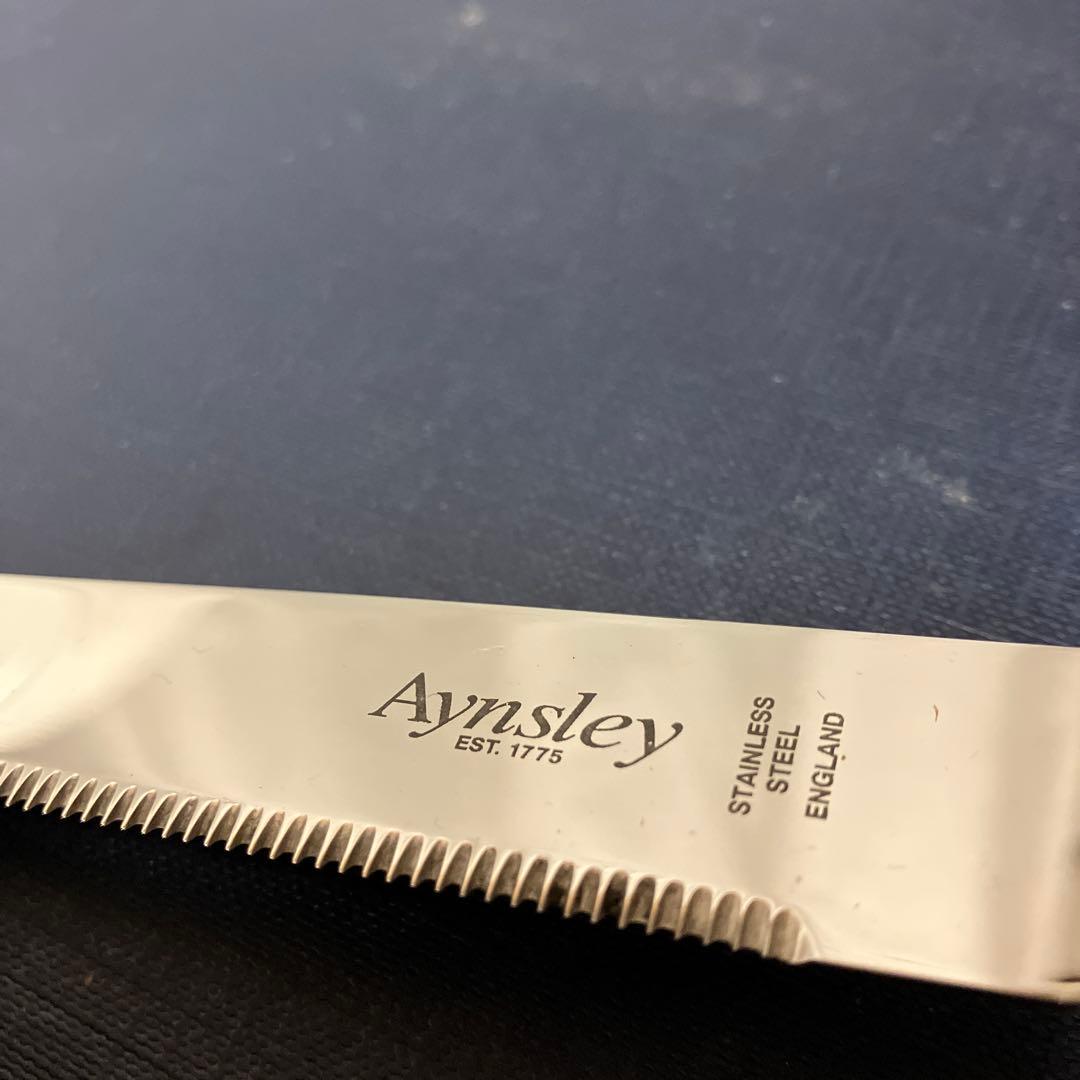 Aynsley
EST. 1775
STAINLESS
STEEL
ENGLAND